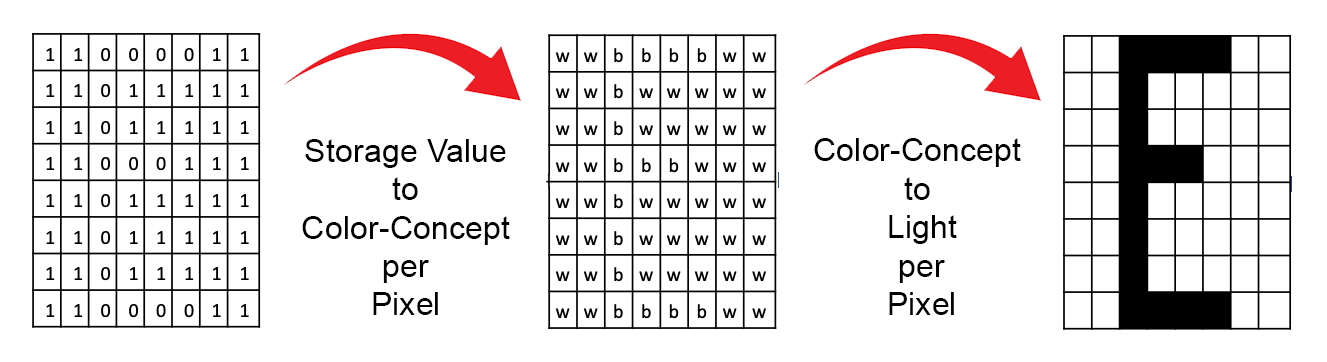 1 1 0 0 0 0 1 1
1 1 0 1 1 1 1 1
1 1 0 1 1 1 1 1
1 1 0 0 0 1 1 1
1 1 0 1 1 1 1 1
1 1 0 1 1 1 1 1
1 1 0 1 1 1 1 1
1 1 0 0 0 0 1 1
Storage Value
to
Color-Concept
per
Pixel
w w b b b b w w
w w b w w w w w
w w b w w w w w
w w b b b w w w
w w b w w w w w
w w b w w w w w
w w b w w w w w
w w b b b b w w
Color-Concept
to
Light
per
Pixel